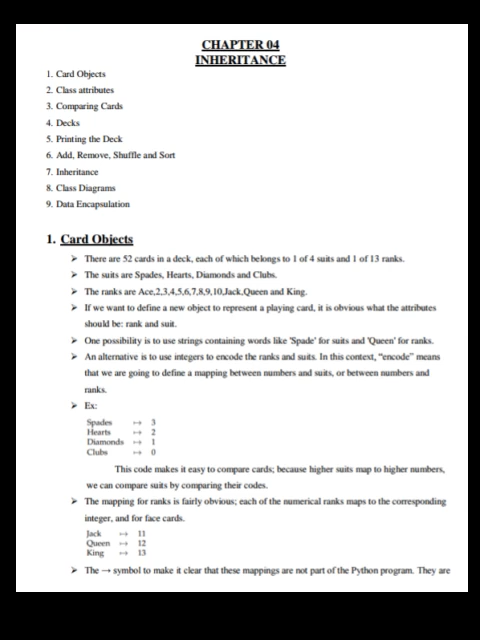 CHAPTER 04
INHERITANCE
1. Card Objects
2. Class attributes
3. Comparing Cards
4. Decks
5. Printing the Deck
6. Add, Remove, Shuffle and Sort
7. Inheritance
8. Class Diagrams
9. Data Encapsulation
1. Card Objects
➢ There are 52 cards in a deck, each of which belongs to 1 of 4 suits and 1 of 13 ranks.
➢ The suits are Spades, Hearts, Diamonds and Clubs.
➢ The ranks are Ace,2,3,4,5,6,7,8,9,10,Jack,Queen and King.
➢ If we want to define a new object to represent a playing card, it is obvious what the attributes
should be: rank and suit.
➢ One possibility is to use strings containing words like 'Spade' for suits and 'Queen' for ranks.
➢ An alternative is to use integers to encode the ranks and suits. In this context, “encode” means
that we are going to define a mapping between numbers and suits, or between numbers and
ranks.
➢ Ex:
Spades ↦ 3
Hearts ↦ 2
Diamonds ↦ 1
Clubs ↦ 0
This code makes it easy to compare cards; because higher suits map to higher numbers,
we can compare suits by comparing their codes.
➢ The mapping for ranks is fairly obvious; each of the numerical ranks maps to the corresponding
integer, and for face cards.
Jack ↦ 11
Queen ↦ 12
King ↦ 13
➢ The → symbol to make it clear that these mappings are not part of the Python program. They are